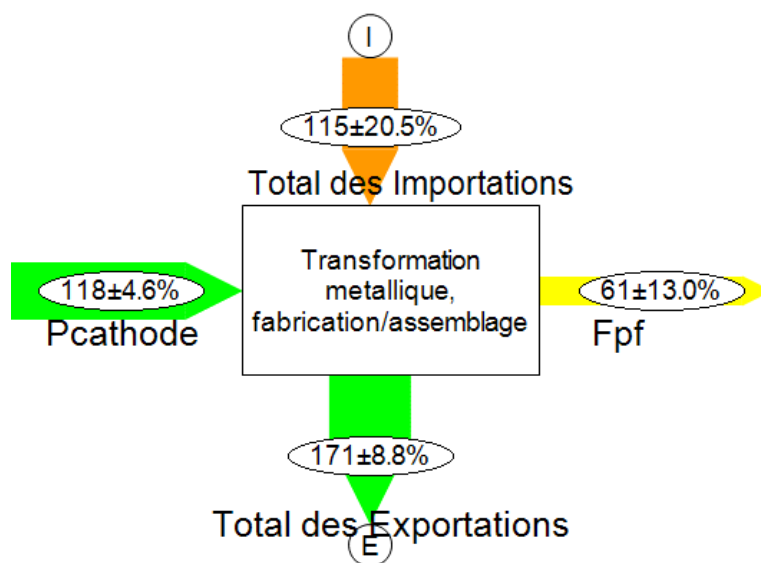 I
115±20.5%
Total des Importations
Transformation
metallique,
fabrication/assemblage
118±4.6%
Pcathode
61±13.0%
Fpf
171±8.8%
Total des Exportations
E